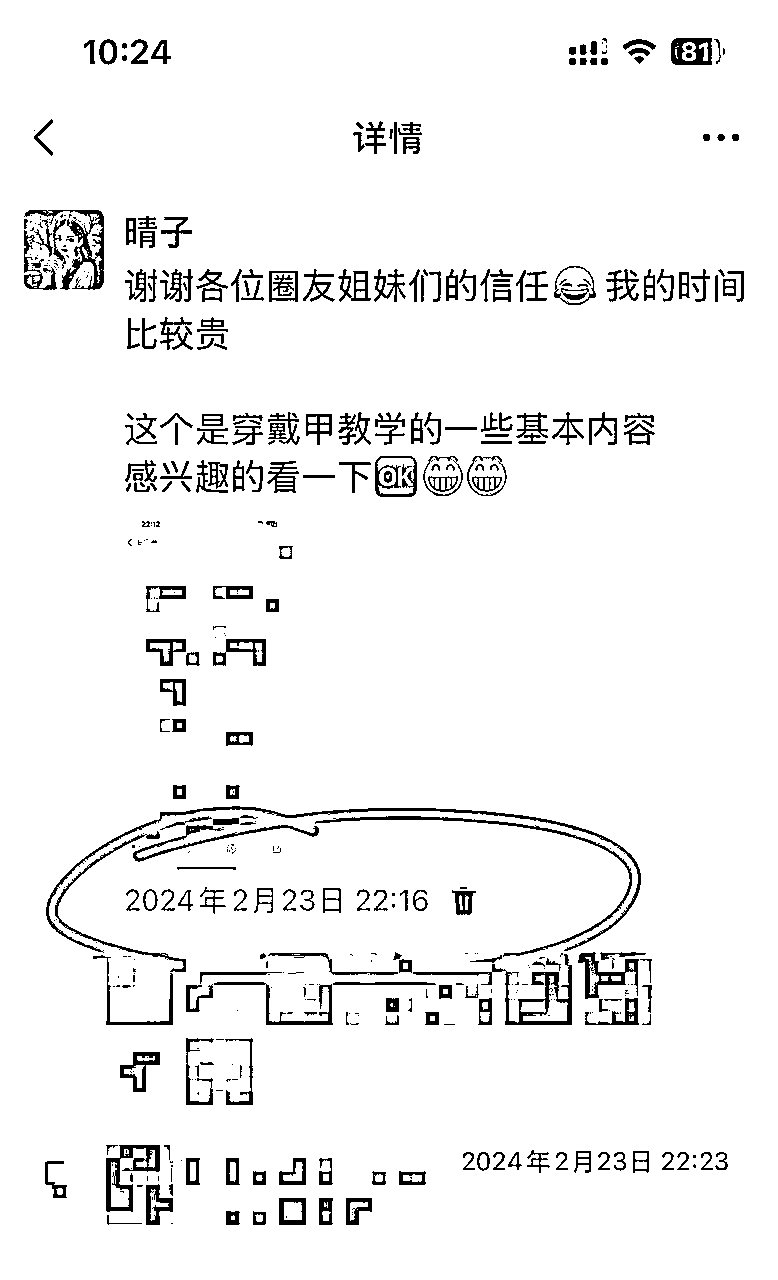 10:24
81
详情
晴子
谢谢各位圈友姐妹们的信任😂 我的时间
比较贵
这个是穿戴甲教学的一些基本内容
感兴趣的看一下🆗😁😁
22:12
2024年2月23日 22:16
2024年2月23日 22:23